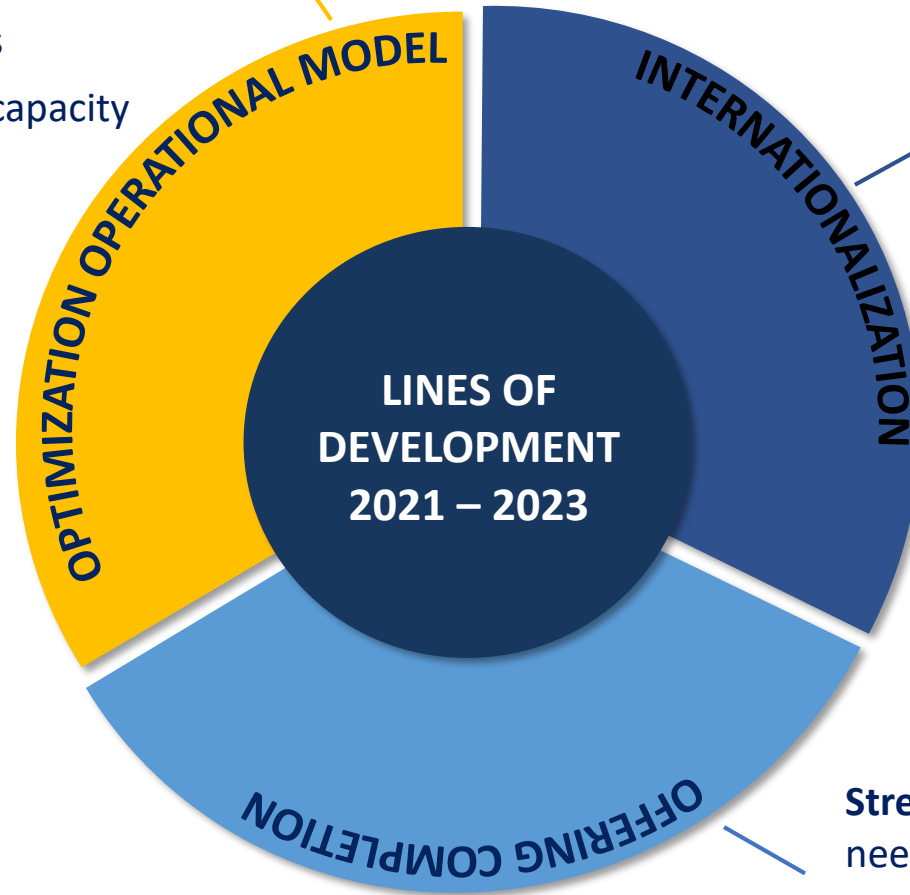 capacity
OPTIMIZATION OPERATIONAL MODEL
INTERNATIONALIZATION
LINES OF
DEVELOPMENT
2021 – 2023
OFFERING COMPLETION